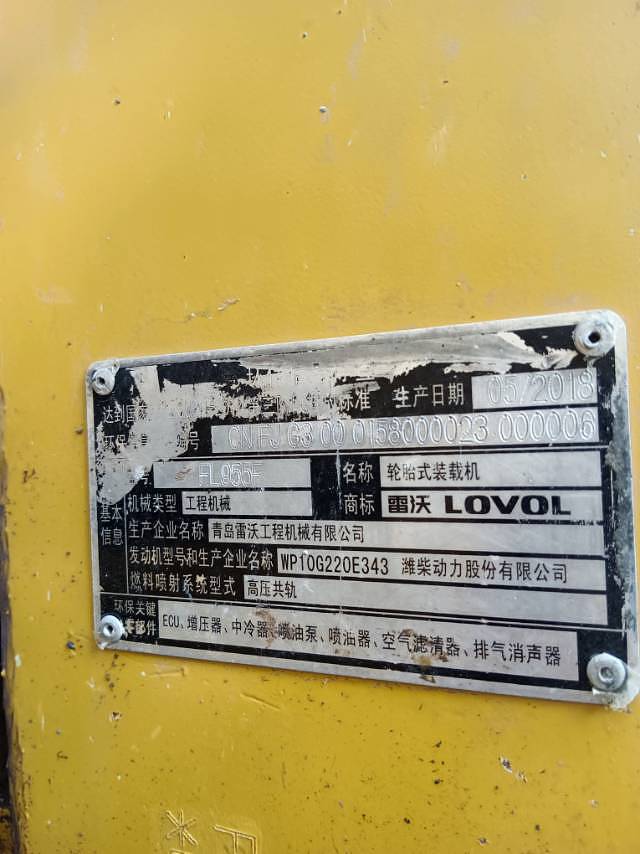 达到国 标准 生产日期 05/2018
环保 编号 CN FJ G3 00 0158000023 000006
号 FL955F 名称 轮胎式装载机
基本信息 机械类型 工程机械 商标 雷沃 LOVOL
生产企业名称 青岛雷沃工程机械有限公司
发动机型号和生产企业名称 WP10G220E343 潍柴动力股份有限公司
燃料喷射系统型式 高压共轨
环保关键零部件 ECU、增压器、中冷器、喷油泵、喷油器、空气滤清器、排气消声器